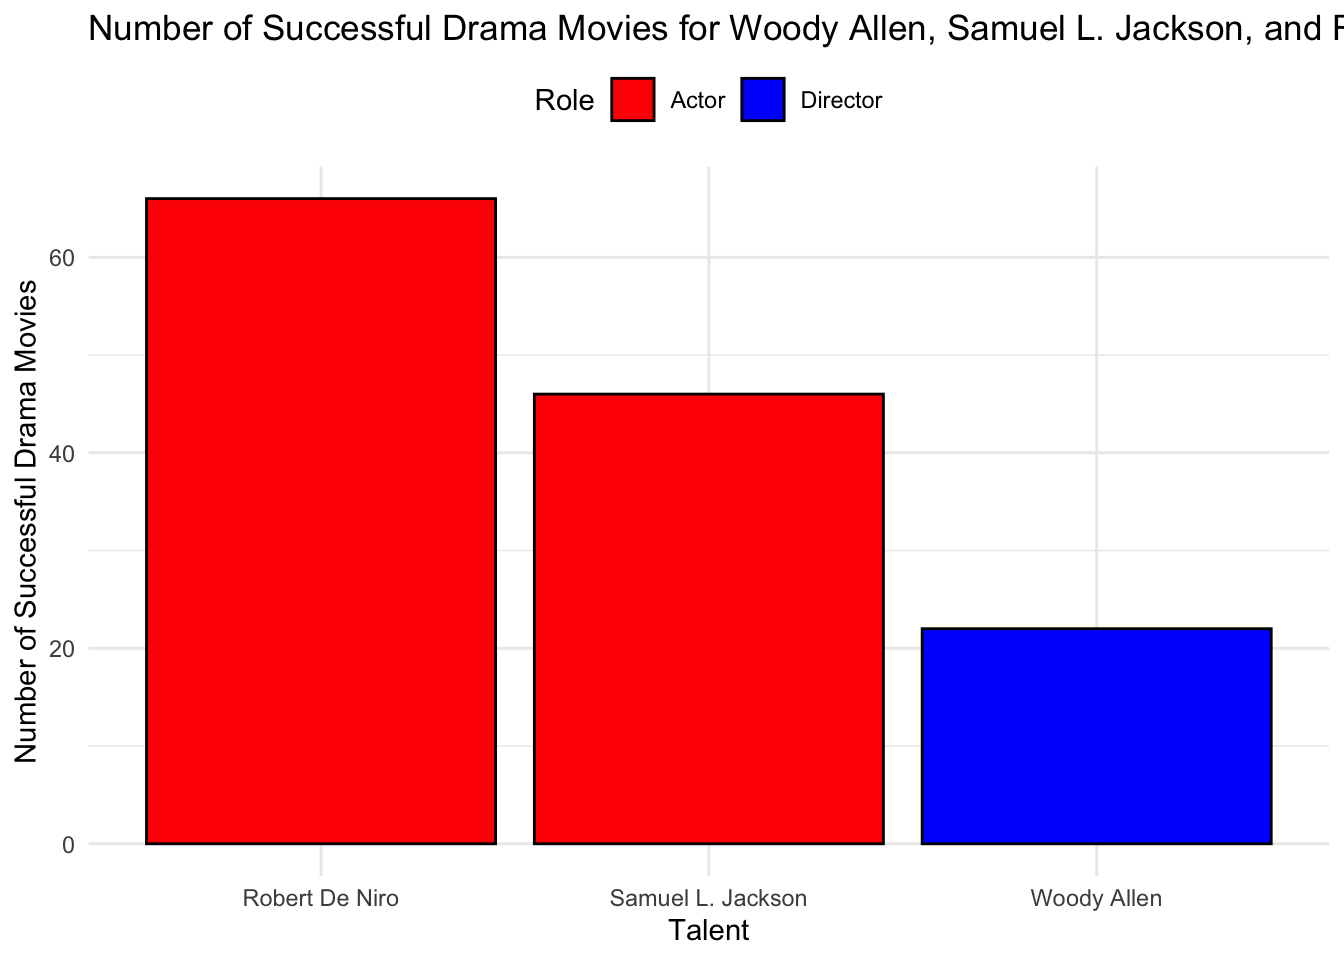 Number of Successful Drama Movies for Woody Allen, Samuel L. Jackson, and
Role Actor Director
Number of Successful Drama Movies
60
40
20
0
Robert De Niro Samuel L. Jackson Woody Allen
Talent